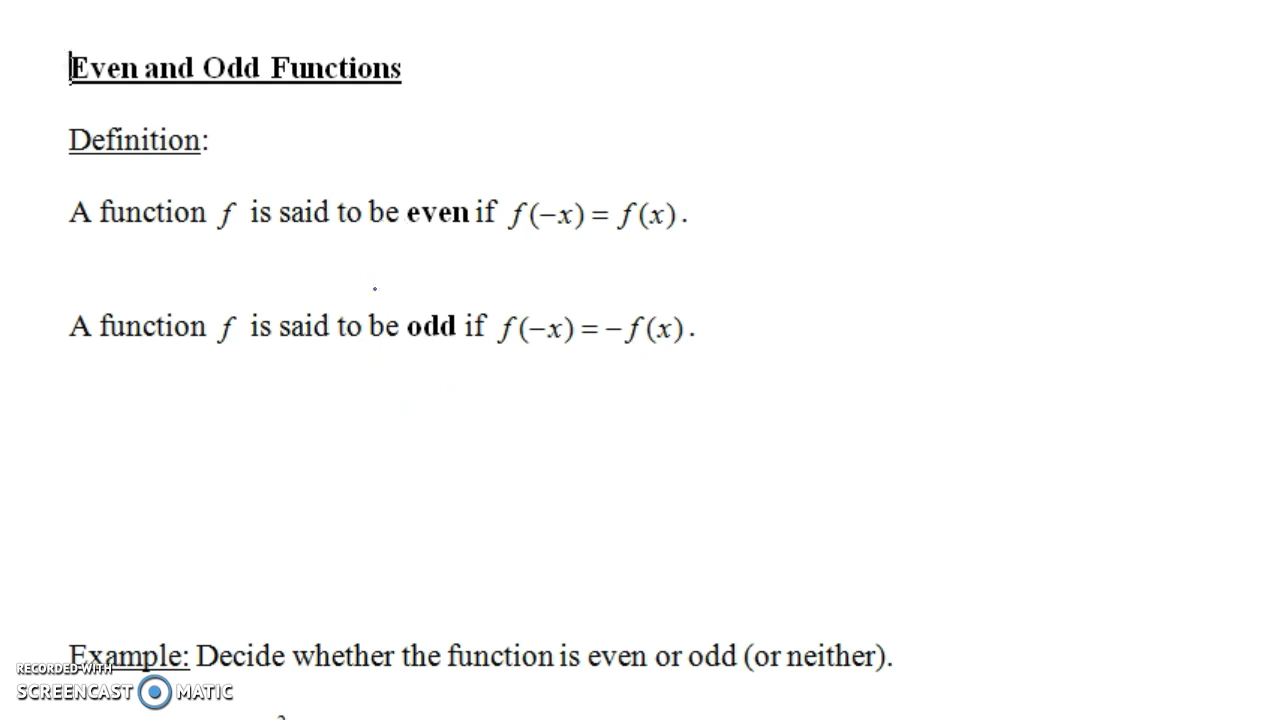 Even and Odd Functions
Definition:
A function f is said to be even if f(−x) = f(x).
A function f is said to be odd if f(−x) = −f(x).
Example: Decide whether the function is even or odd (or neither).
RECORDED WITH
SCREENCAST MATIC